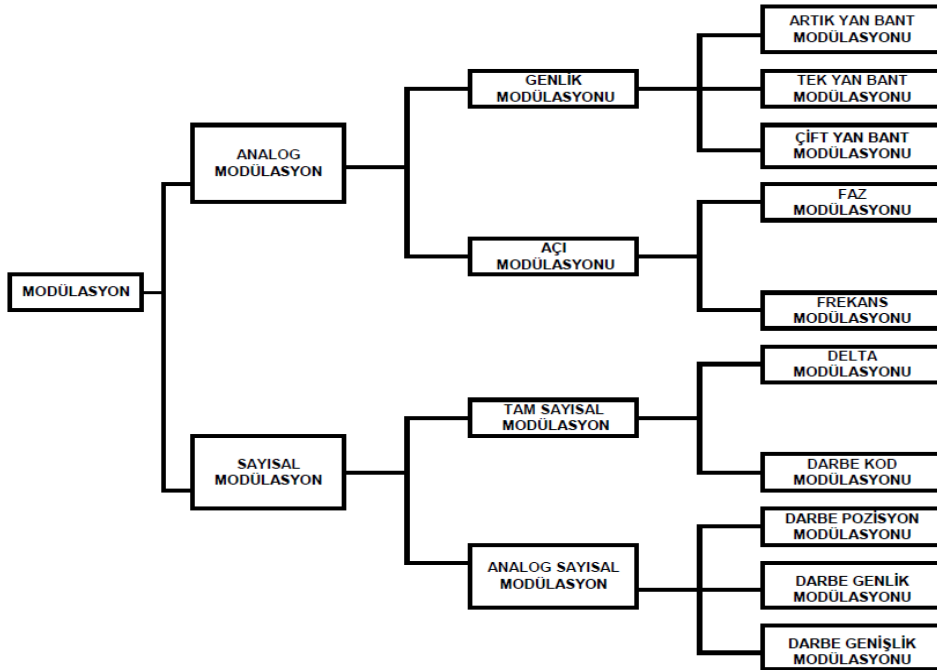 MODÜLASYON
ANALOG
MODÜLASYON
GENLİK
MODÜLASYONU
ARTIK YAN BANT
MODÜLASYONU
TEK YAN BANT
MODÜLASYONU
ÇİFT YAN BANT
MODÜLASYONU
AÇI
MODÜLASYONU
FAZ
MODÜLASYONU
FREKANS
MODÜLASYONU
SAYISAL
MODÜLASYON
TAM SAYISAL
MODÜLASYON
DELTA
MODÜLASYONU
DARBE KOD
MODÜLASYONU
ANALOG SAYISAL
MODÜLASYON
DARBE POZİSYON
MODÜLASYONU
DARBE GENLİK
MODÜLASYONU
DARBE GENİŞLİK
MODÜLASYONU